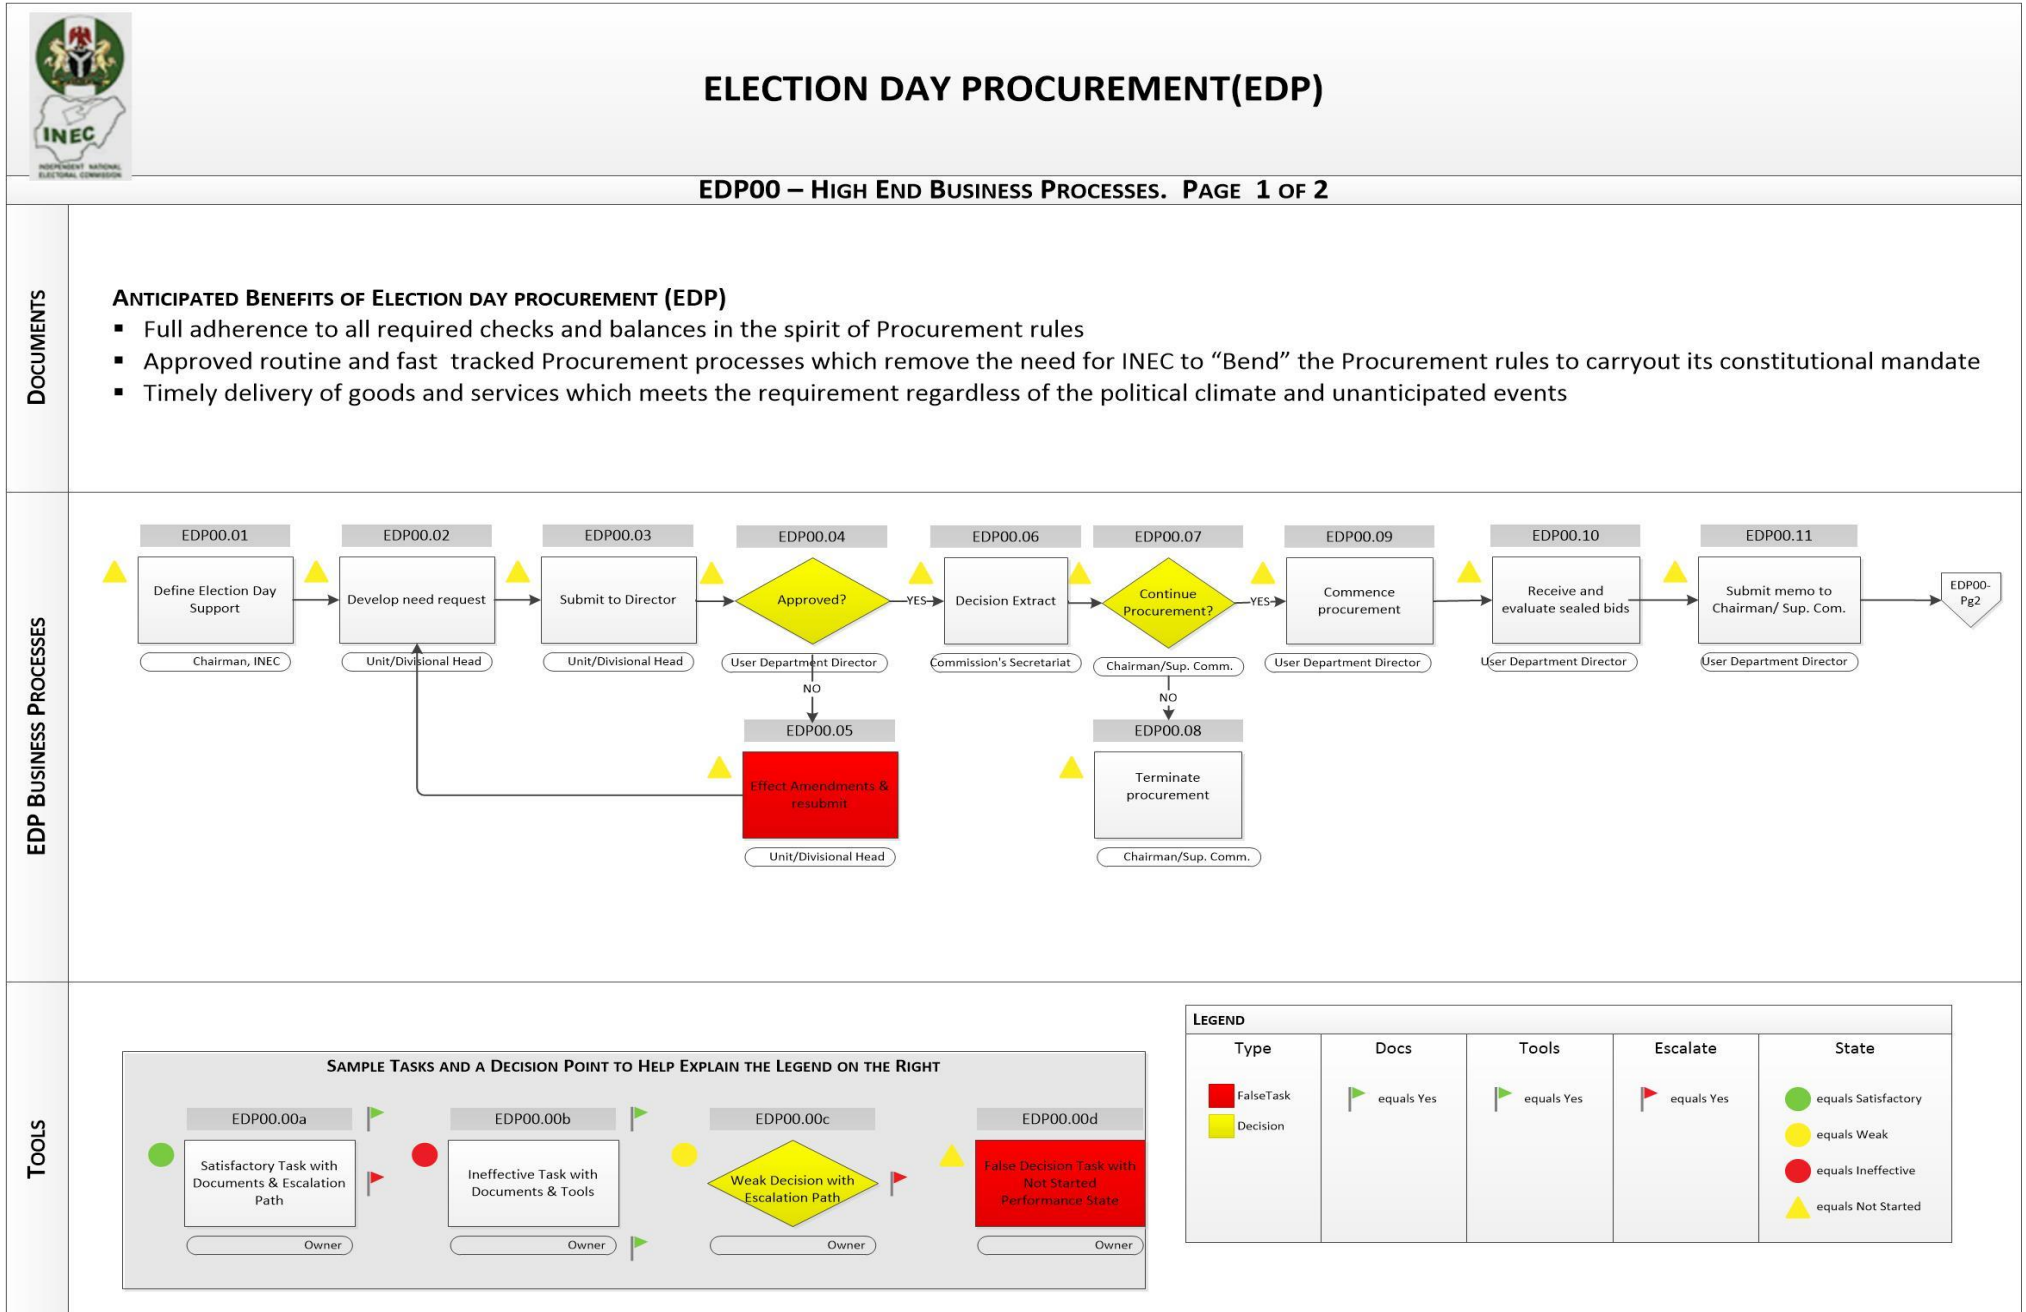 INEC
INDEPENDENT NATIONAL
ELECTORAL COMMISSION
ELECTION DAY PROCUREMENT(EDP)
EDP00 – HIGH END BUSINESS PROCESSES. PAGE 1 OF 2
DOCUMENTS
ANTICIPATED BENEFITS OF ELECTION DAY PROCUREMENT (EDP)
▪ Full adherence to all required checks and balances in the spirit of Procurement rules
▪ Approved routine and fast tracked Procurement processes which remove the need for INEC to “Bend” the Procurement rules to carryout its constitutional mandate
▪ Timely delivery of goods and services which meets the requirement regardless of the political climate and unanticipated events
EDP BUSINESS PROCESSES
EDP00.01
Define Election Day
Support
Chairman, INEC
EDP00.02
Develop need request
Unit/Divisional Head
EDP00.03
Submit to Director
Unit/Divisional Head
EDP00.04
Approved?
User Department Director
YES
NO
EDP00.05
Effect Amendments &
resubmit
Unit/Divisional Head
EDP00.06
Decision Extract
Commission's Secretariat
EDP00.07
Continue
Procurement?
Chairman/Sup. Comm.
YES
NO
EDP00.08
Terminate
procurement
Chairman/Sup. Comm.
EDP00.09
Commence
procurement
User Department Director
EDP00.10
Receive and
evaluate sealed bids
User Department Director
EDP00.11
Submit memo to
Chairman/ Sup. Com.
User Department Director
EDP00-
Pg2
TOOLS
SAMPLE TASKS AND A DECISION POINT TO HELP EXPLAIN THE LEGEND ON THE RIGHT
EDP00.00a
Satisfactory Task with
Documents & Escalation
Path
Owner
EDP00.00b
Ineffective Task with
Documents & Tools
Owner
EDP00.00c
Weak Decision with
Escalation Path
Owner
EDP00.00d
False Decision Task with
Not Started
Performance State
Owner
LEGEND
Type
FalseTask
Decision
Docs
equals Yes
Tools
equals Yes
Escalate
equals Yes
State
equals Satisfactory
equals Weak
equals Ineffective
equals Not Started